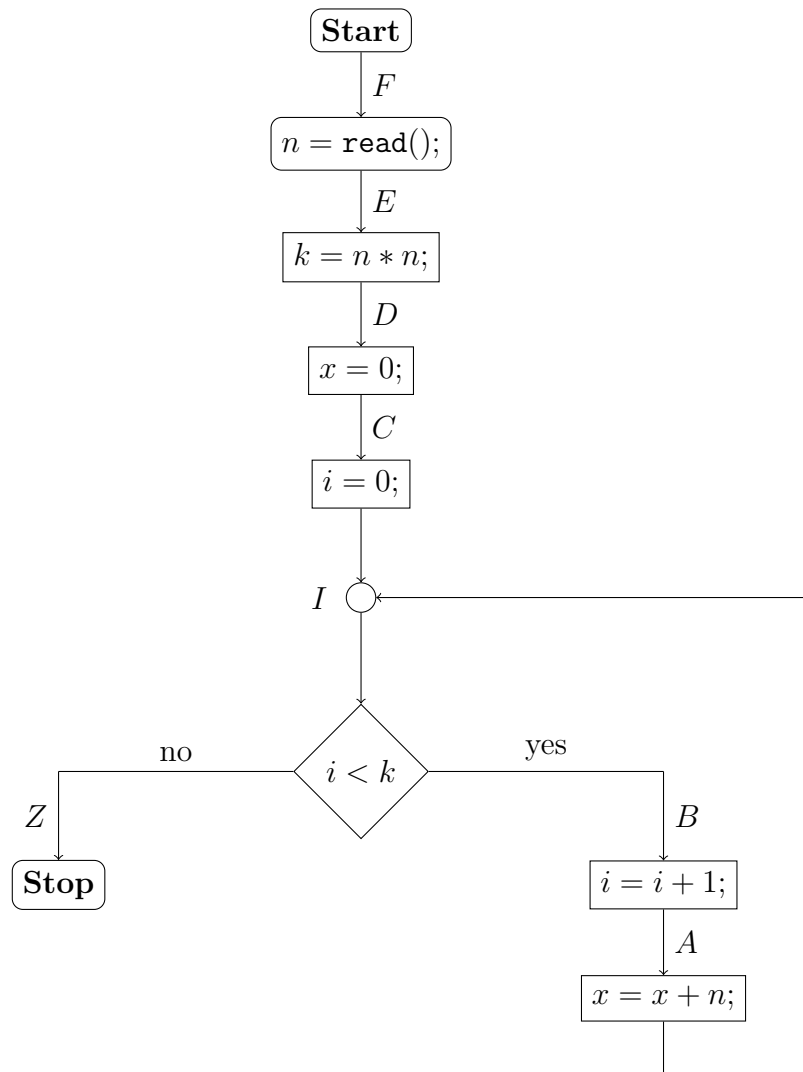 Start
F
n = read();
E
k = n * n;
D
x = 0;
C
i = 0;
I
no
i < k
yes
Z
B
Stop
i = i + 1;
A
x = x + n;